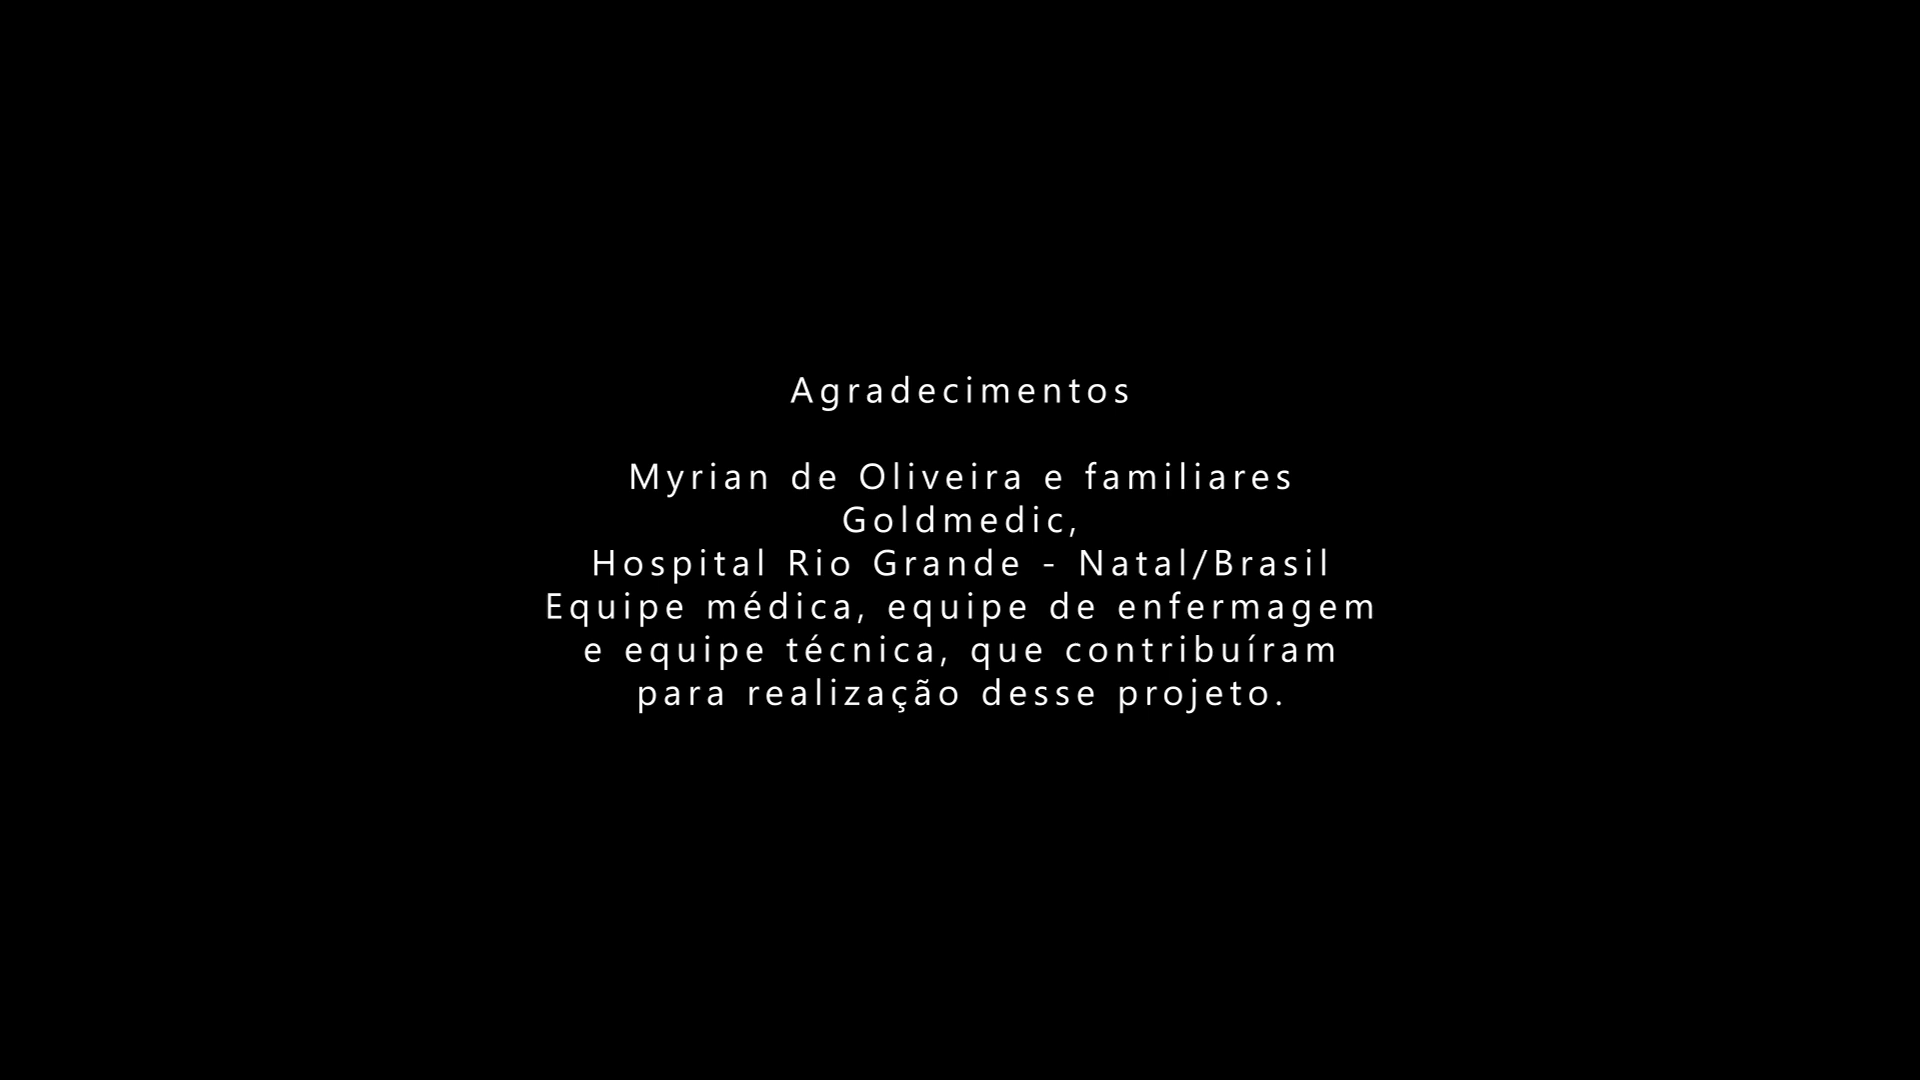 Agradecimentos
Myrian de Oliveira e familiares
Goldmedic,
Hospital Rio Grande - Natal/Brasil
Equipe médica, equipe de enfermagem
e equipe técnica, que contribuíram
para realização desse projeto.